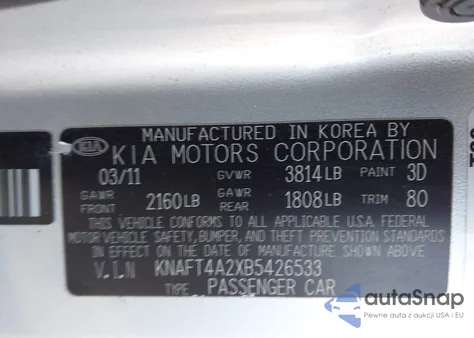 MANUFACTURED IN KOREA BY
KIA KIA MOTORS CORPORATION
03/11 GVWR 3814LB PAINT 3D
GAWR FRONT 2160LB GAWR REAR 1808LB TRIM 80
THIS VEHICLE CONFORMS TO ALL APPLICABLE FEDERAL
MOTOR VEHICLE SAFETY, BUMPER, AND THEFT PREVENTION
STANDARDS IN EFFECT ON THE DATE OF MANUFACTURE SHOWN ABOVE
V.I.N KNAFT4A2XB5426533
TYPE PASSENGER CAR
autoSnap
Pewne auta z USA i EU